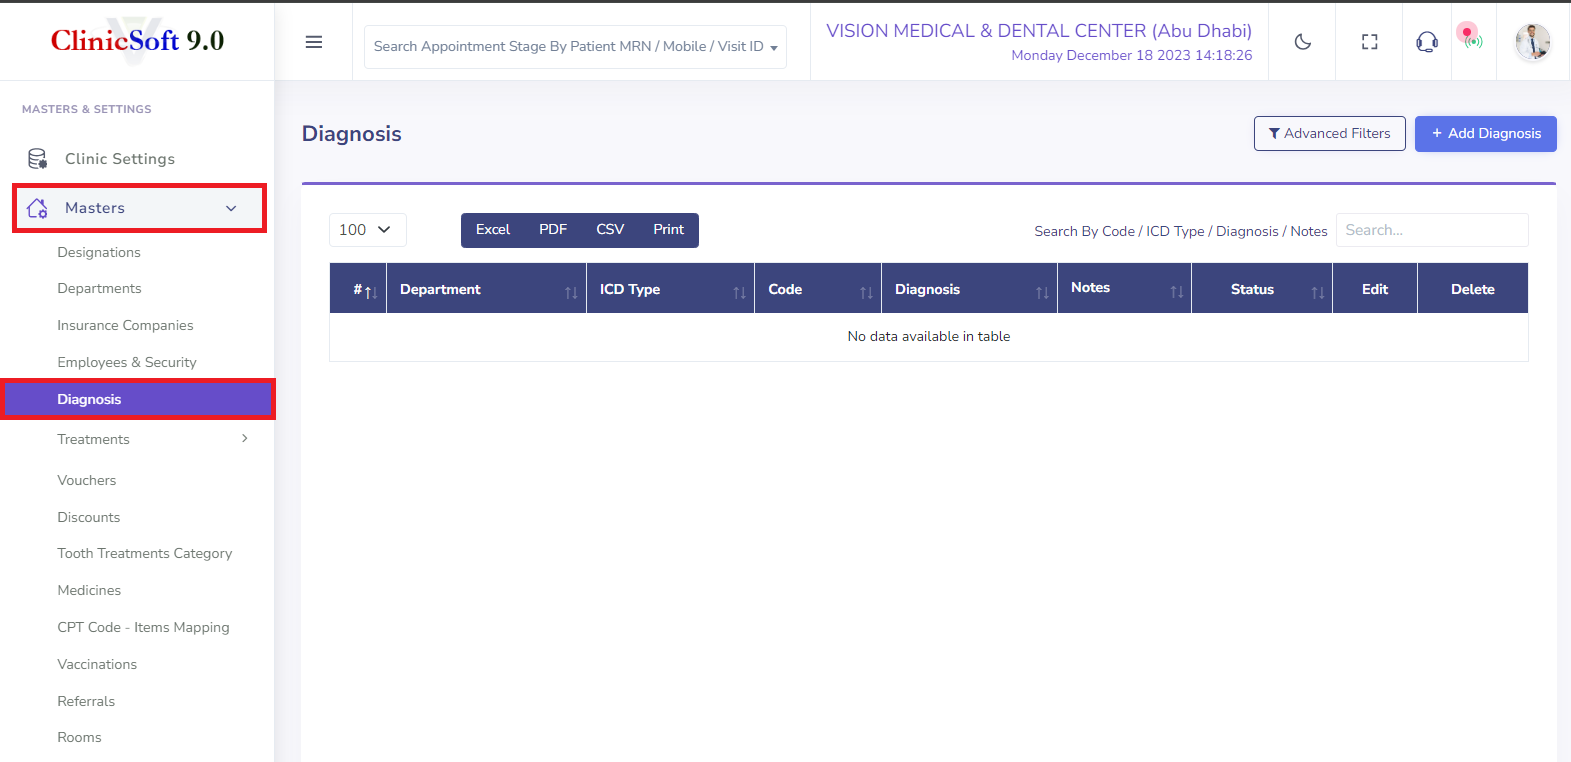 ClinicSoft 9.0
Search Appointment Stage By Patient MRN / Mobile / Visit ID
VISION MEDICAL & DENTAL CENTER (Abu Dhabi)
Monday December 18 2023 14:18:26
MASTERS & SETTINGS
Clinic Settings
Masters
Designations
Departments
Insurance Companies
Employees & Security
Diagnosis
Treatments
Vouchers
Discounts
Tooth Treatments Category
Medicines
CPT Code - Items Mapping
Vaccinations
Referrals
Rooms
Diagnosis
Advanced Filters
+ Add Diagnosis
100
Excel PDF CSV Print
Search By Code / ICD Type / Diagnosis / Notes
Search...
# Department ICD Type Code Diagnosis Notes Status Edit Delete
No data available in table